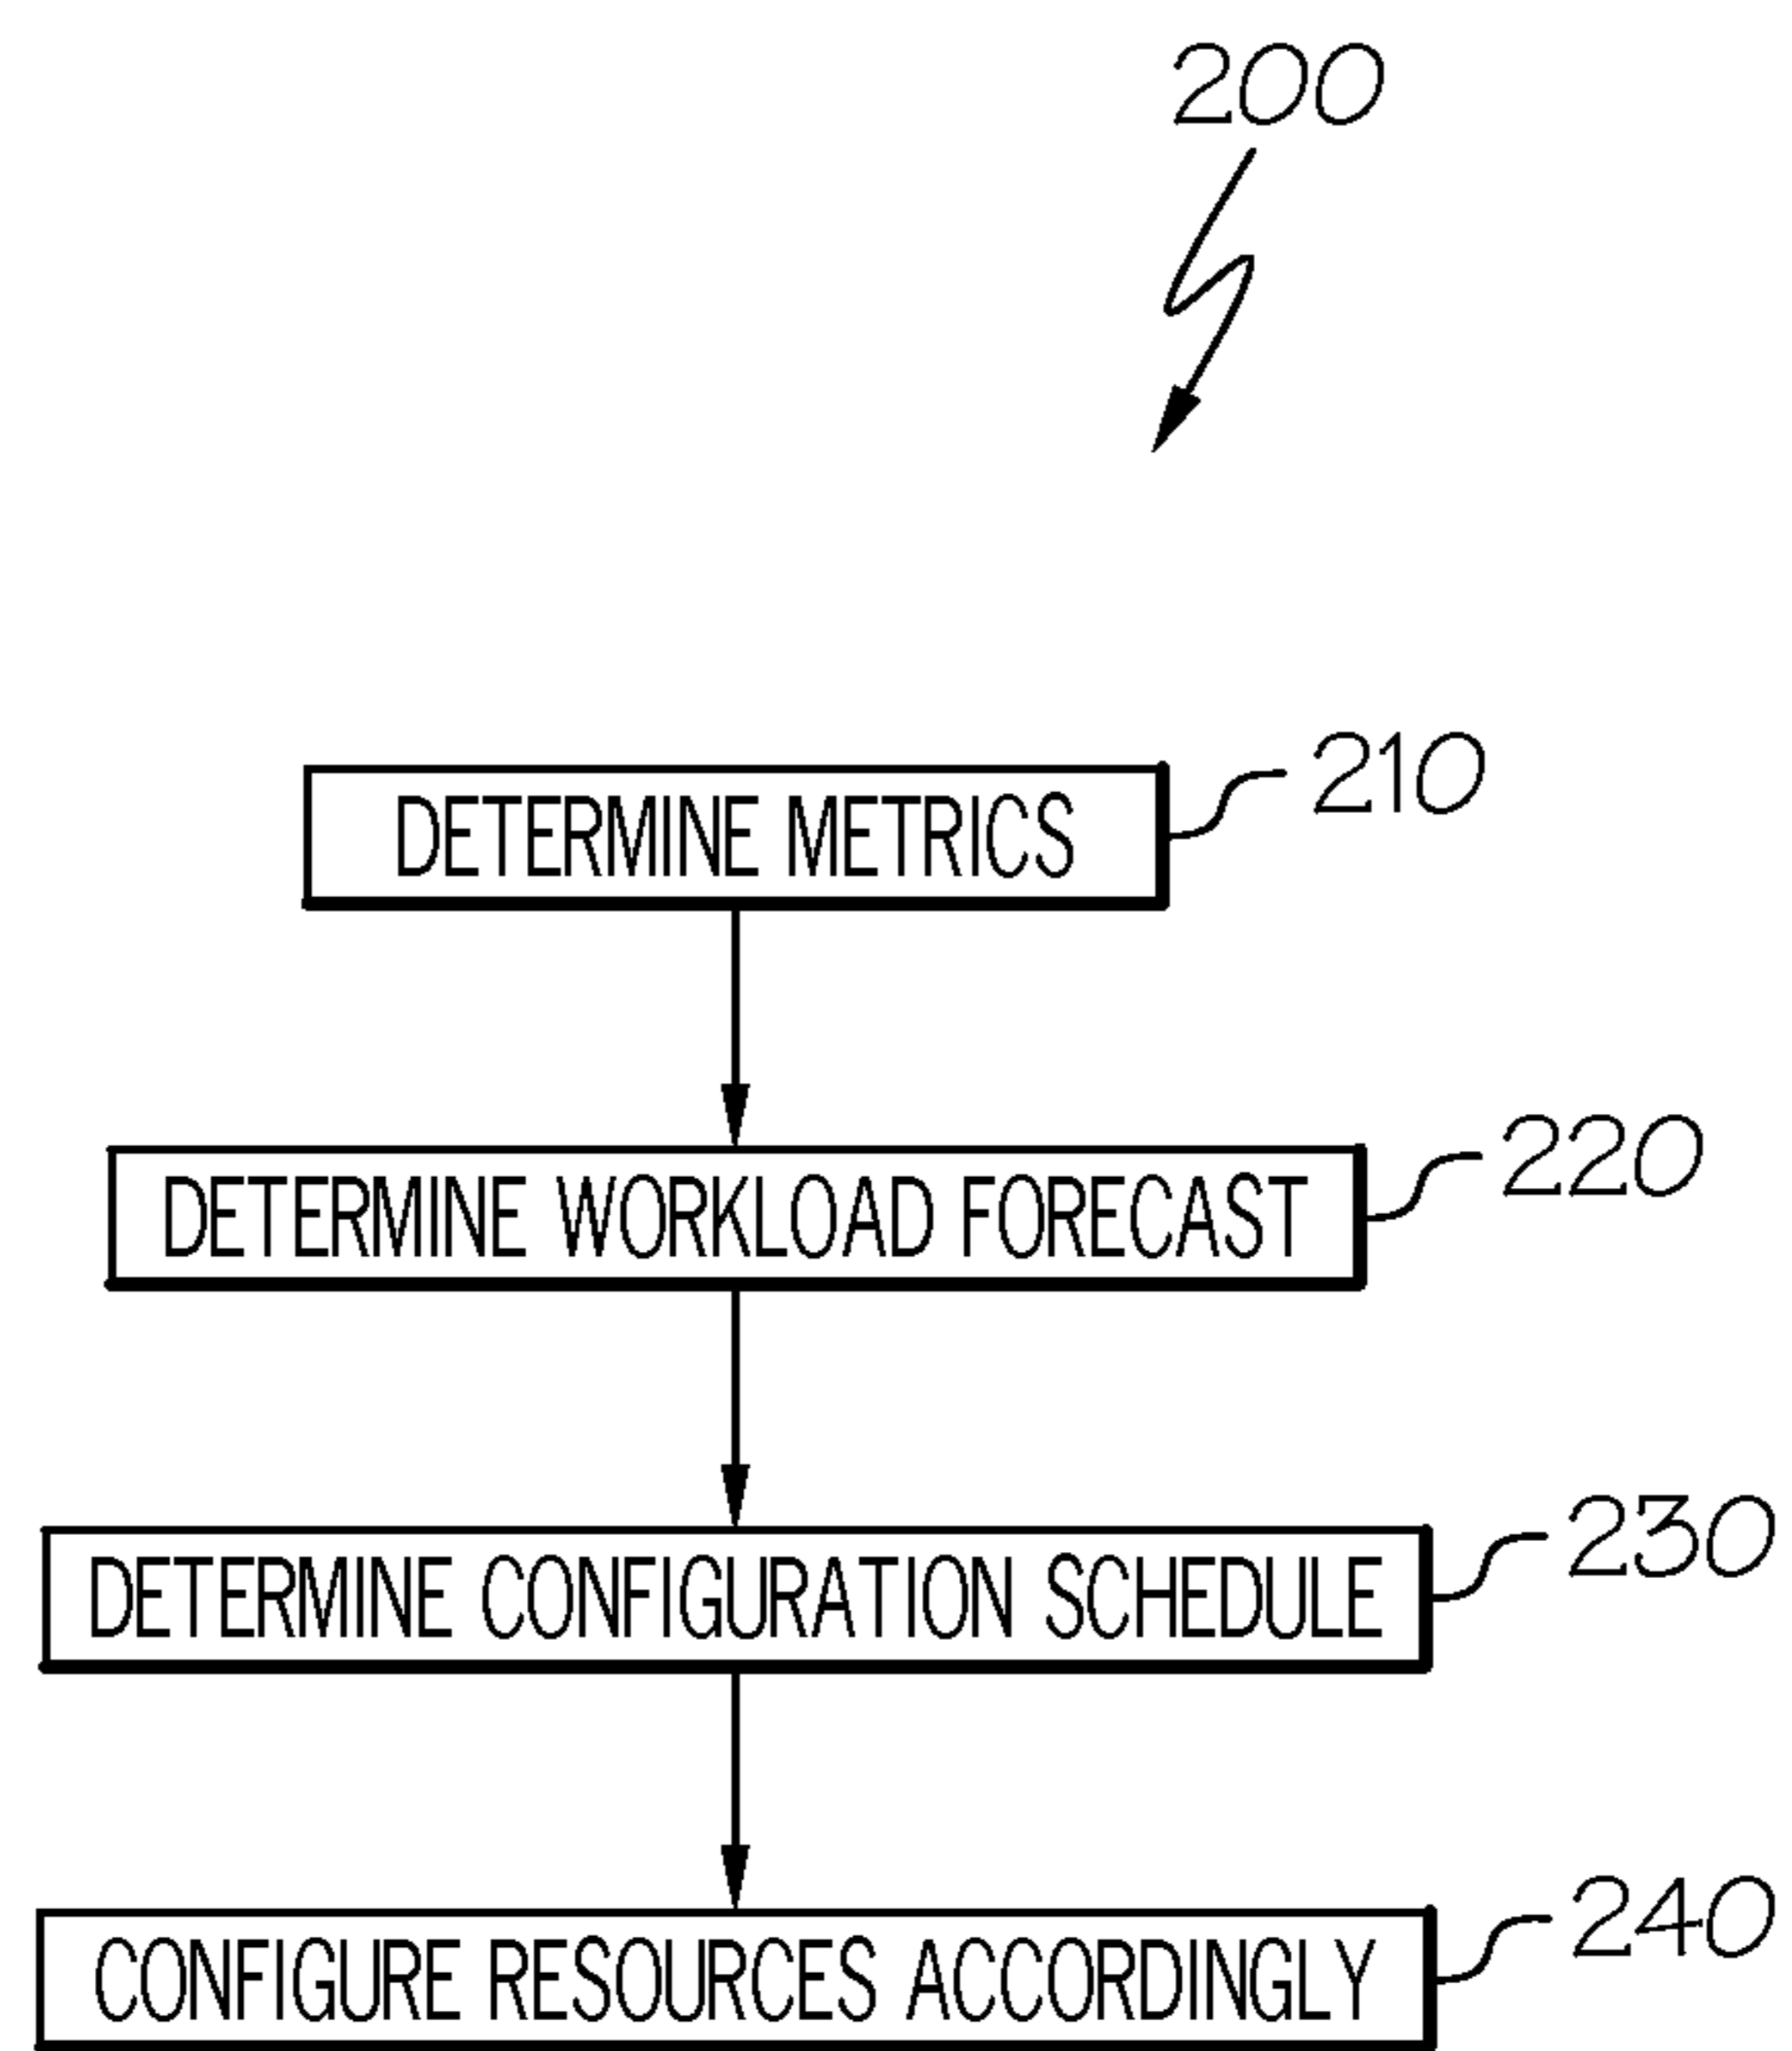 200
DETERMINE METRICS
210
DETERMINE WORKLOAD FORECAST
220
DETERMINE CONFIGURATION SCHEDULE
230
CONFIGURE RESOURCES ACCORDINGLY
240